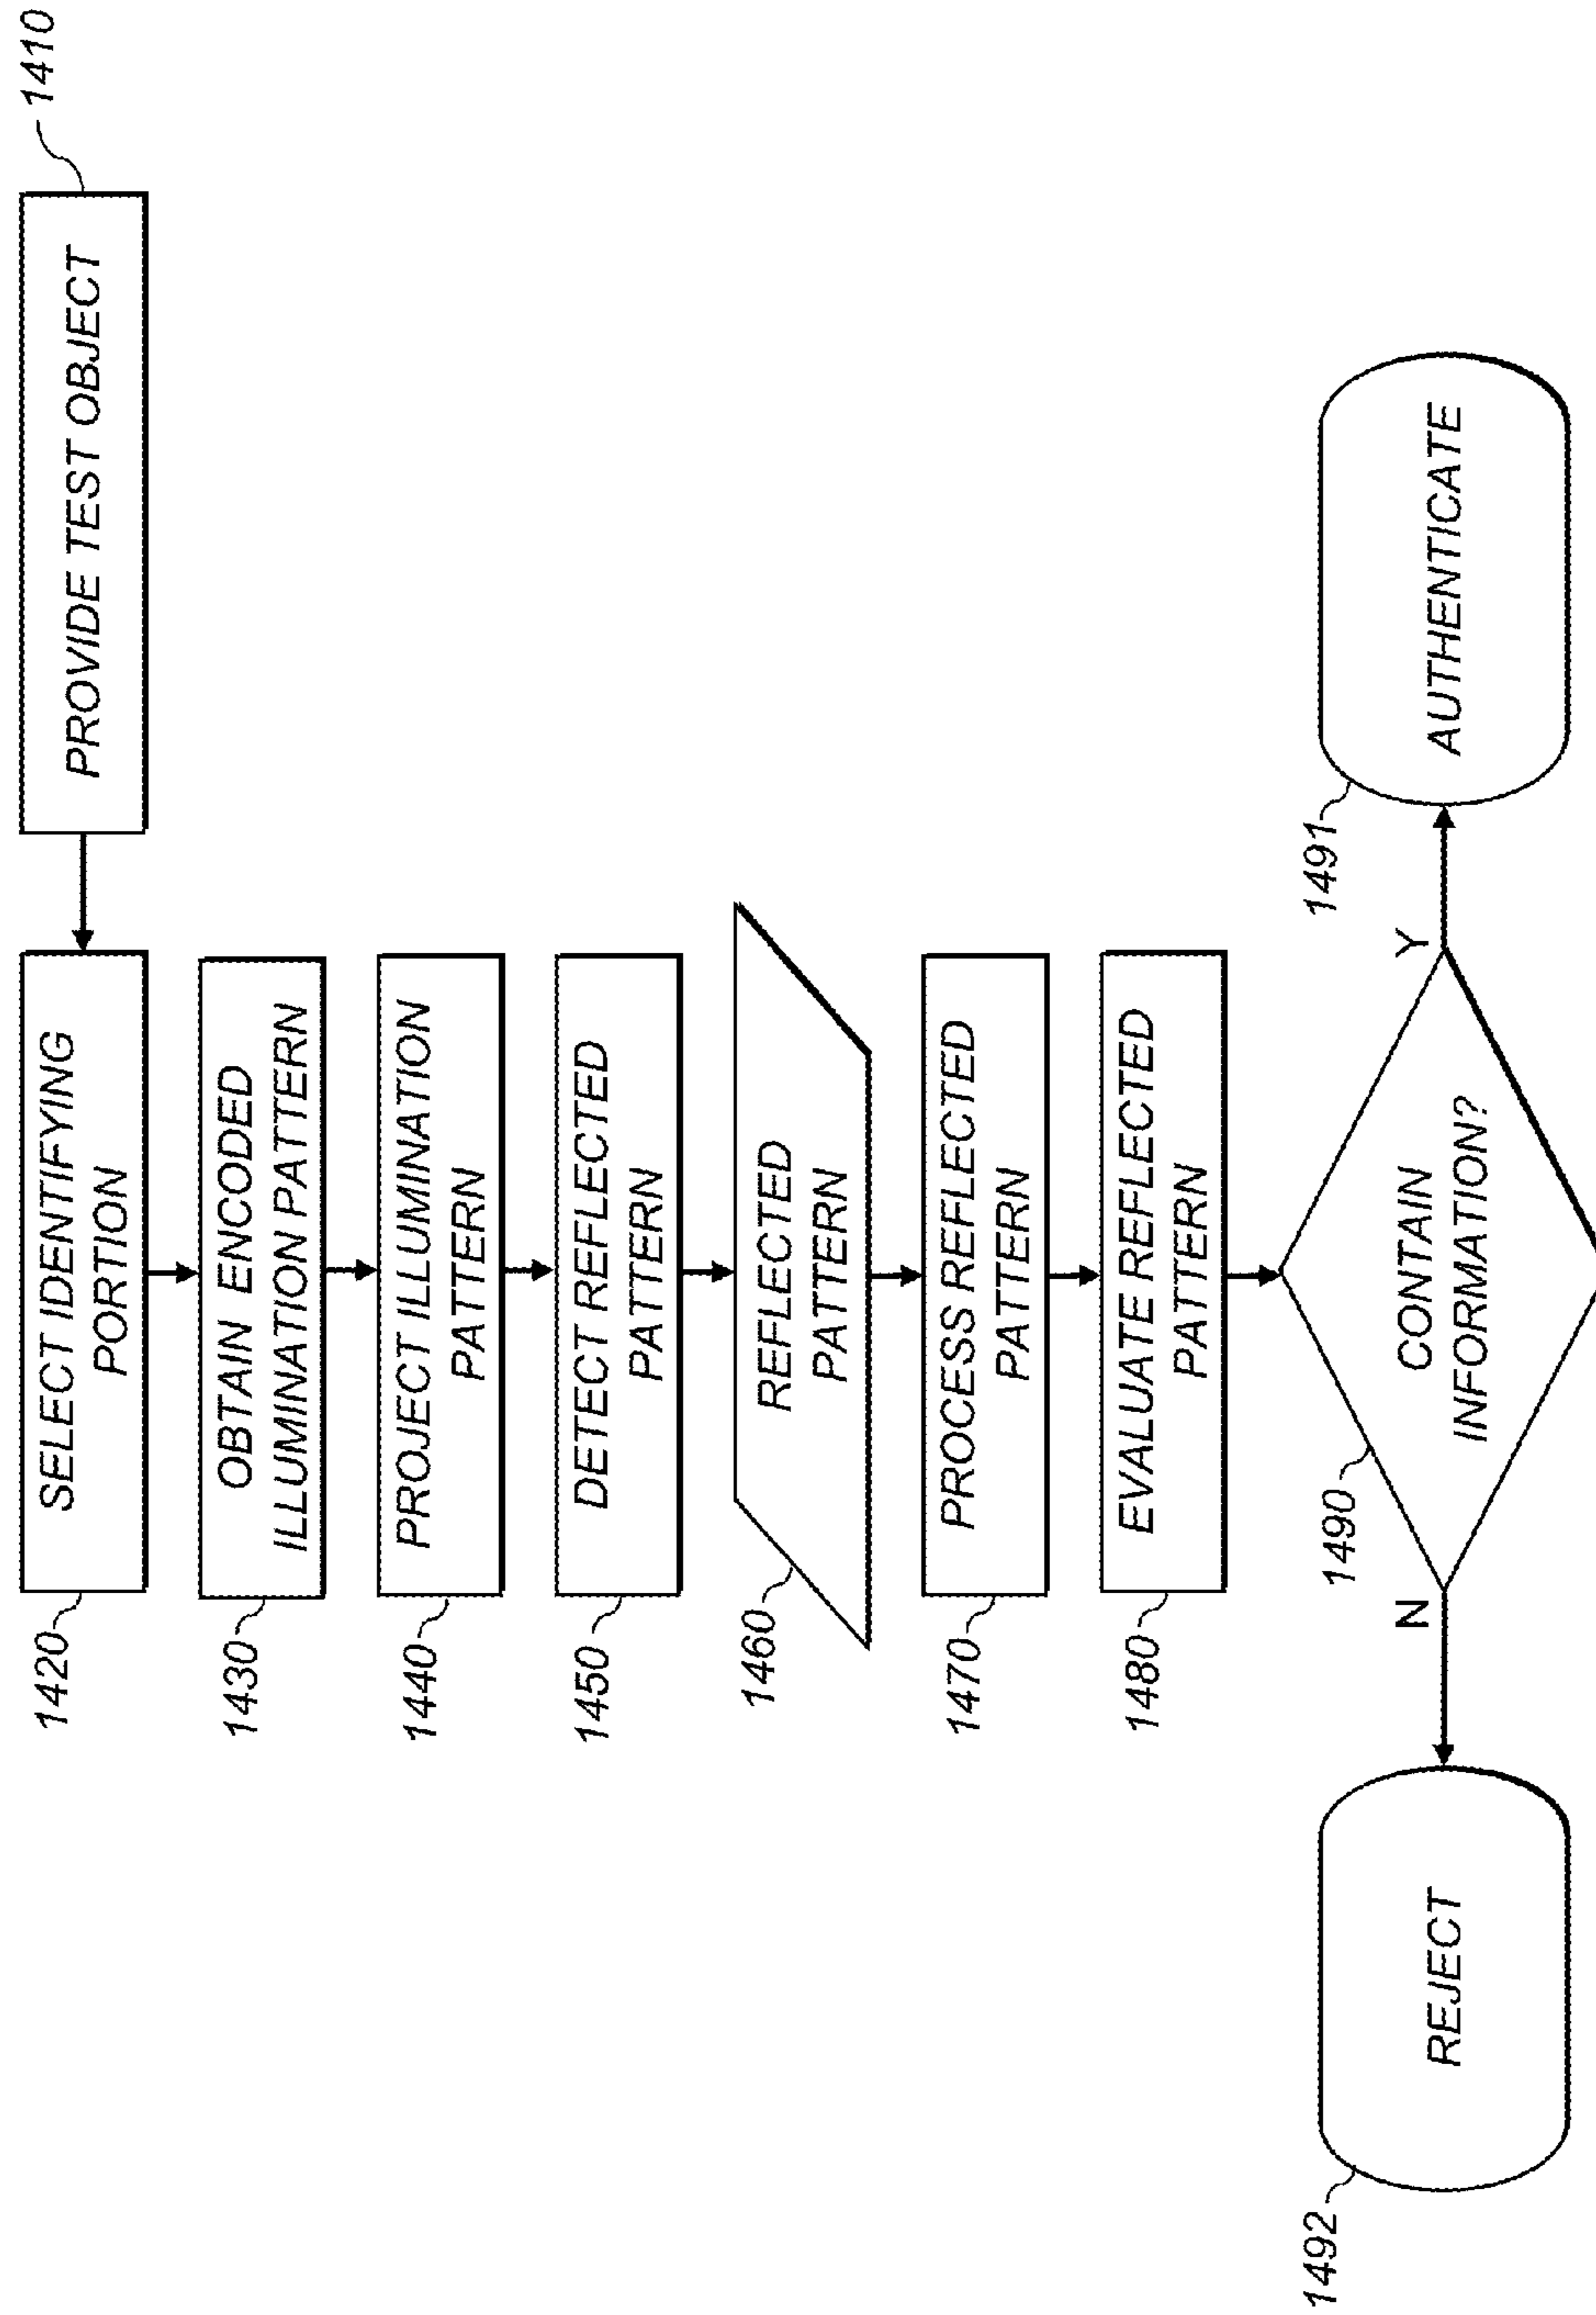 1410
PROVIDE TEST OBJECT
1420
SELECT IDENTIFYING
PORTION
1430
OBTAIN ENCODED
ILLUMINATION PATTERN
1440
PROJECT ILLUMINATION
PATTERN
1450
DETECT REFLECTED
PATTERN
1460
REFLECTED
PATTERN
1470
PROCESS REFLECTED
PATTERN
1480
EVALUATE REFLECTED
PATTERN
1490
CONTAIN
INFORMATION?
N
Y
1492
REJECT
1491
AUTHENTICATE